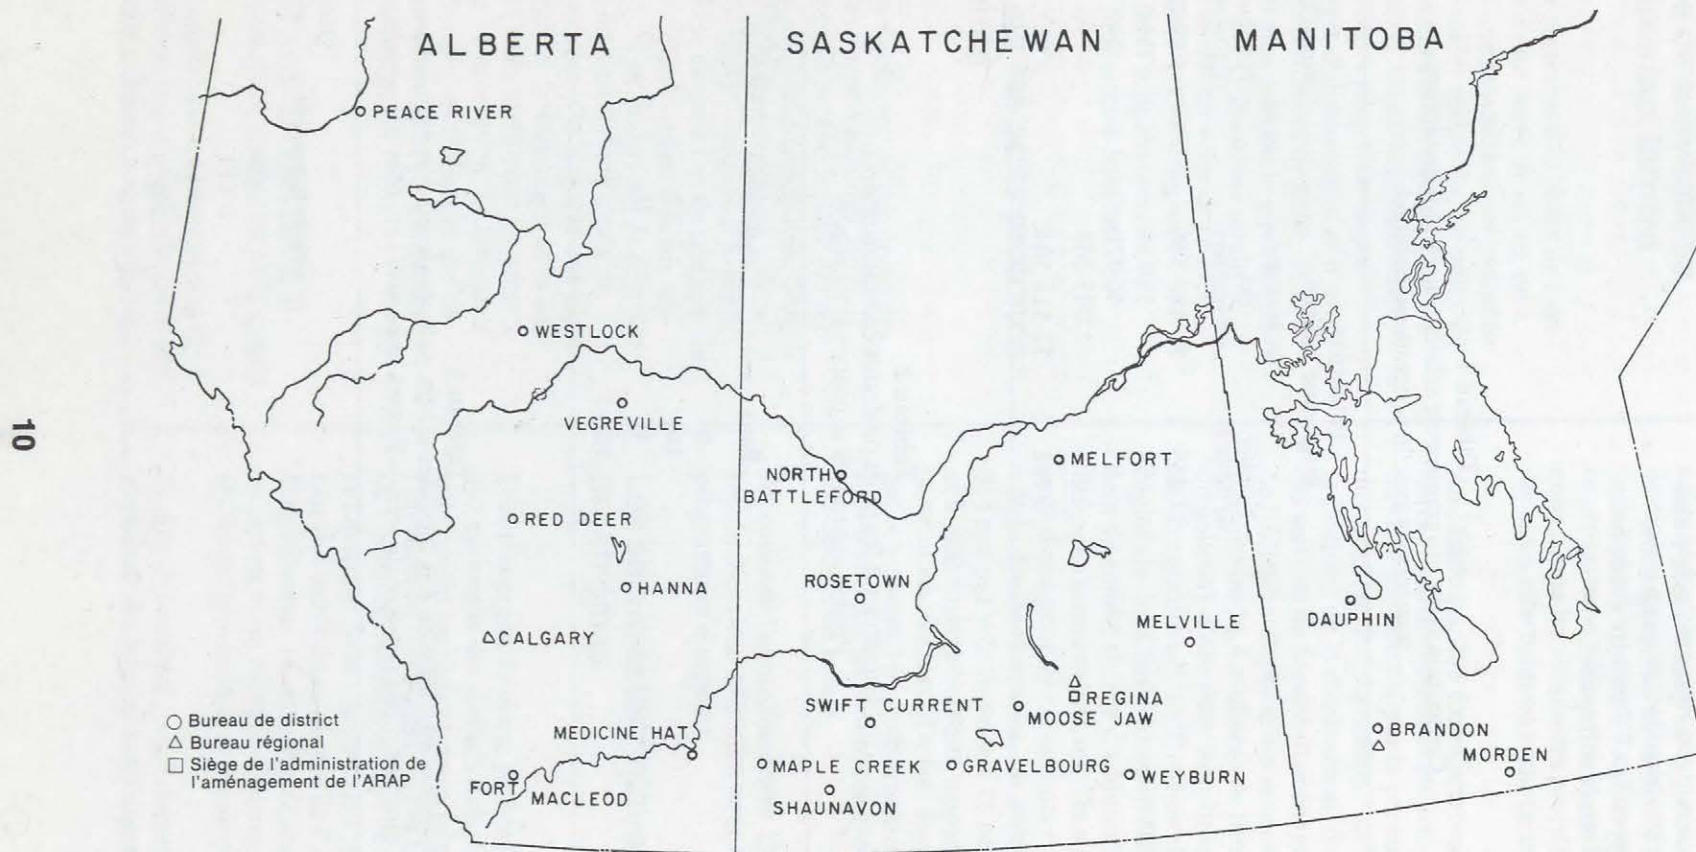 ALBERTA
SASKATCHEWAN
MANITOBA
PEACE RIVER
WESTLOCK
VEGREVILLE
NORTH
BATTLEFORD
MELFORT
RED DEER
HANNA
ROSETOWN
CALGARY
MELVILLE
DAUPHIN
SWIFT CURRENT
REGINA
MOOSE JAW
MEDICINE HAT
BRANDON
MORDEN
MAPLE CREEK
GRAVELBOURG
WEYBURN
FORT
MACLEOD
SHAUNAVON
Bureau de district
Bureau régional
Siège de l'administration de
l'aménagement de l'ARAP
10